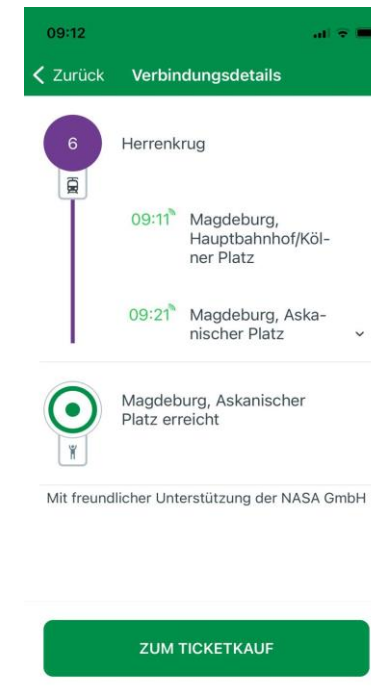 09:12
Zurück Verbindungsdetails
6 Herrenkrug
09:11 Magdeburg,
Hauptbahnhof/Köl-
ner Platz
09:21 Magdeburg, Aska-
nischer Platz
Magdeburg, Askanischer
Platz erreicht
Mit freundlicher Unterstützung der NASA GmbH
ZUM TICKETKAUF